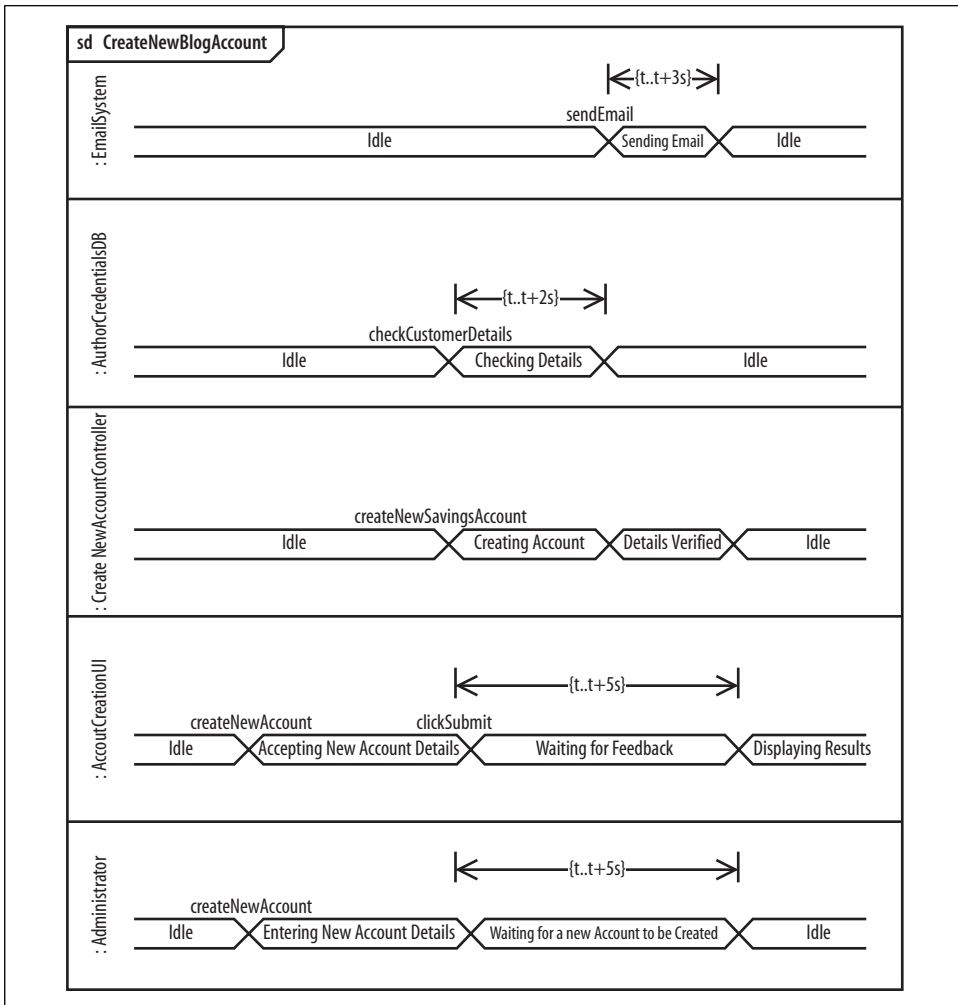 sd CreateNewBlogAccount
: EmailSystem
{t..t+3s}
sendEmail
Idle
Sending Email
Idle
: AuthorCredentialsDB
{t..t+2s}
checkCustomerDetails
Idle
Checking Details
Idle
: Create NewAccountController
createNewSavingsAccount
Idle
Creating Account
Details Verified
Idle
: AccoutCreationUI
{t..t+5s}
createNewAccount
clickSubmit
Idle
Accepting New Account Details
Waiting for Feedback
Displaying Results
: Administrator
{t..t+5s}
createNewAccount
Idle
Entering New Account Details
Waiting for a new Account to be Created
Idle